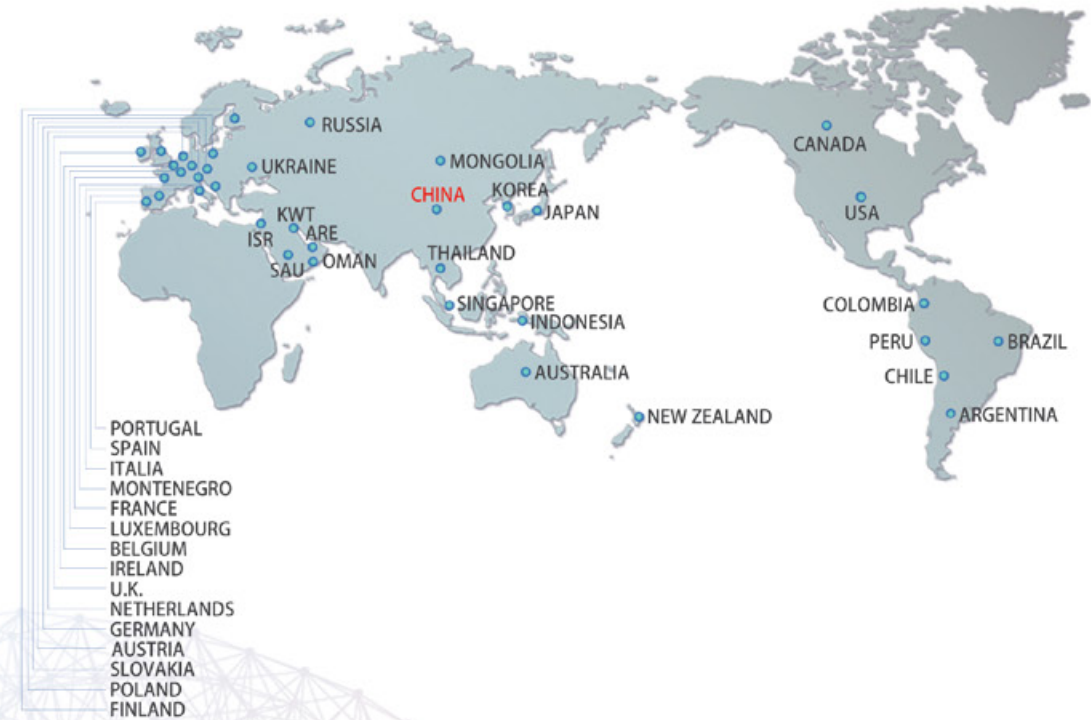 RUSSIA
CANADA
UKRAINE
MONGOLIA
CHINA
KOREA
USA
JAPAN
KWT
ISR
ARE
SAU
OMAN
THAILAND
SINGAPORE
COLOMBIA
INDONESIA
PERU
BRAZIL
AUSTRALIA
CHILE
NEW ZEALAND
ARGENTINA
PORTUGAL
SPAIN
ITALIA
MONTENEGRO
FRANCE
LUXEMBOURG
BELGIUM
IRELAND
U.K.
NETHERLANDS
GERMANY
AUSTRIA
SLOVAKIA
POLAND
FINLAND